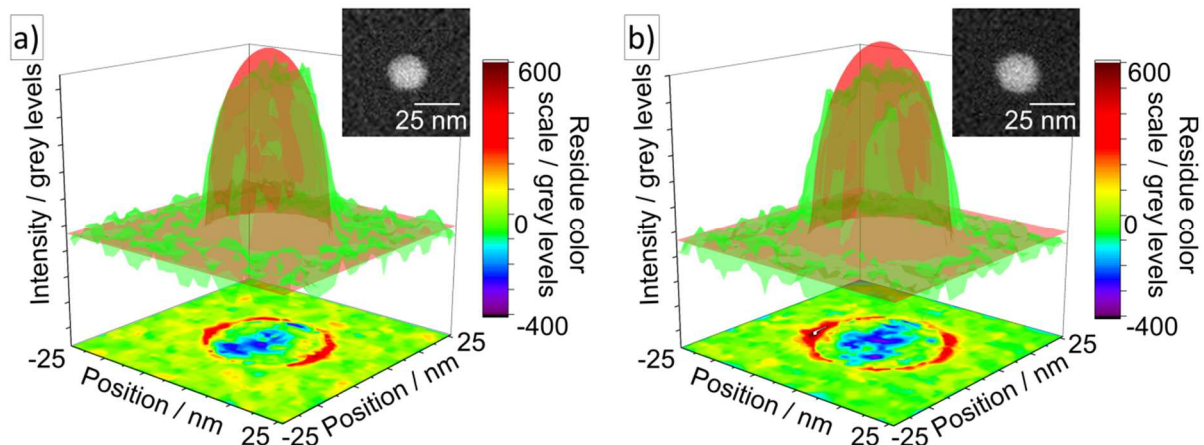 a)
Intensity / grey levels
25 nm
600
0
-400
Residue color
scale / grey levels
-25
Position / nm
25
-25
Position / nm
25
b)
Intensity / grey levels
25 nm
600
0
-400
Residue color
scale / grey levels
-25
Position / nm
25
-25
Position / nm
25